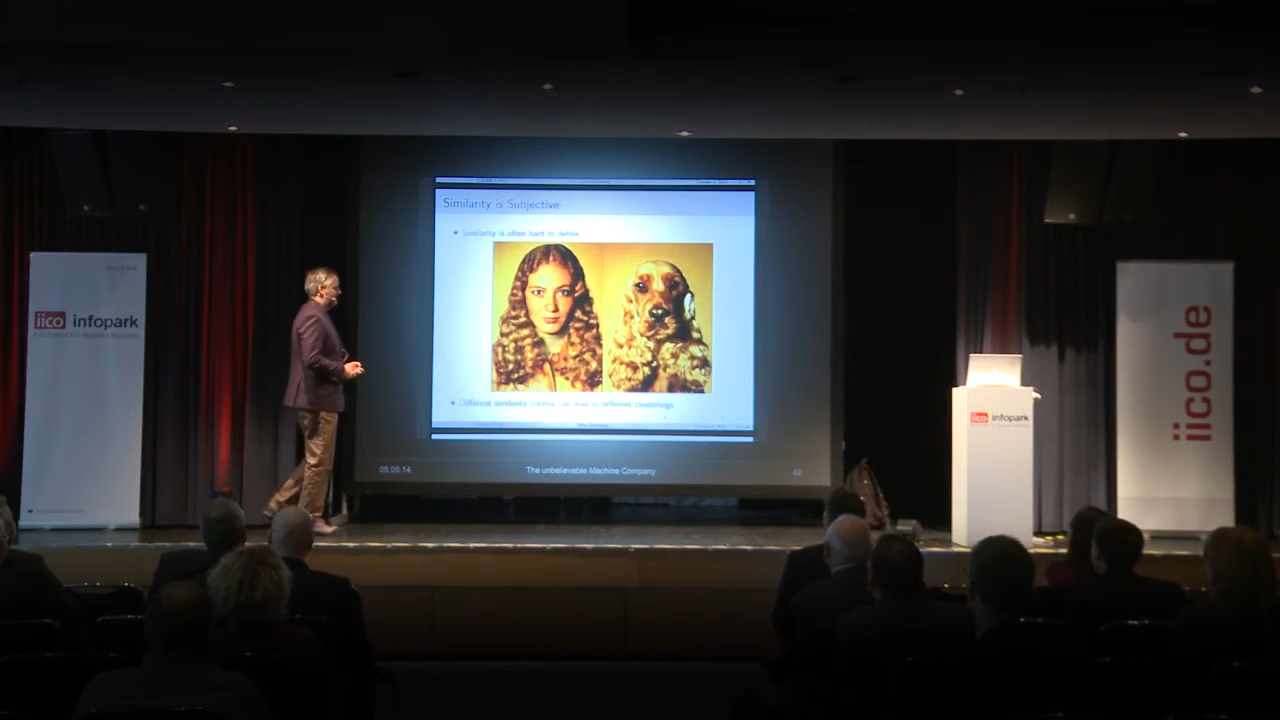 Similarity is Subjective
Similarity is often hard to define
Different similarity criteria can lead to different clusterings
05.05.14
The unbelievable Machine Company
42
iico infopark
iico infopark
iico.de